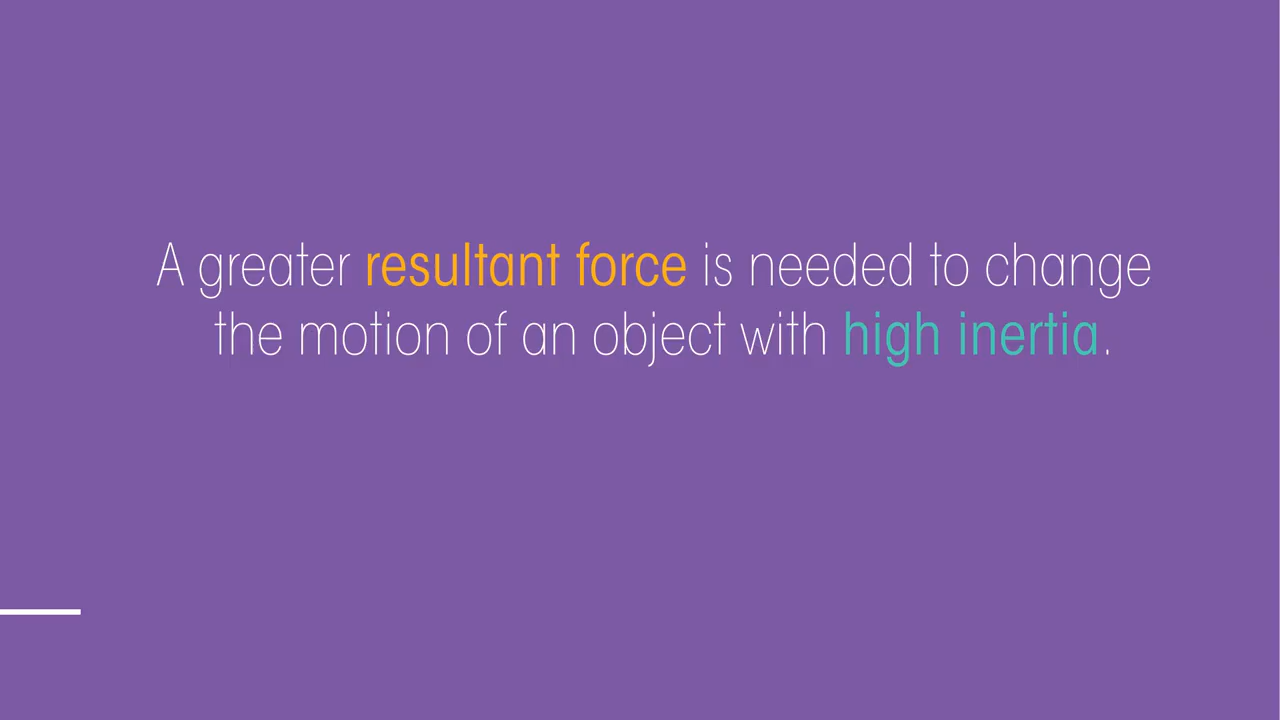 A greater resultant force is needed to change
the motion of an object with high inertia.